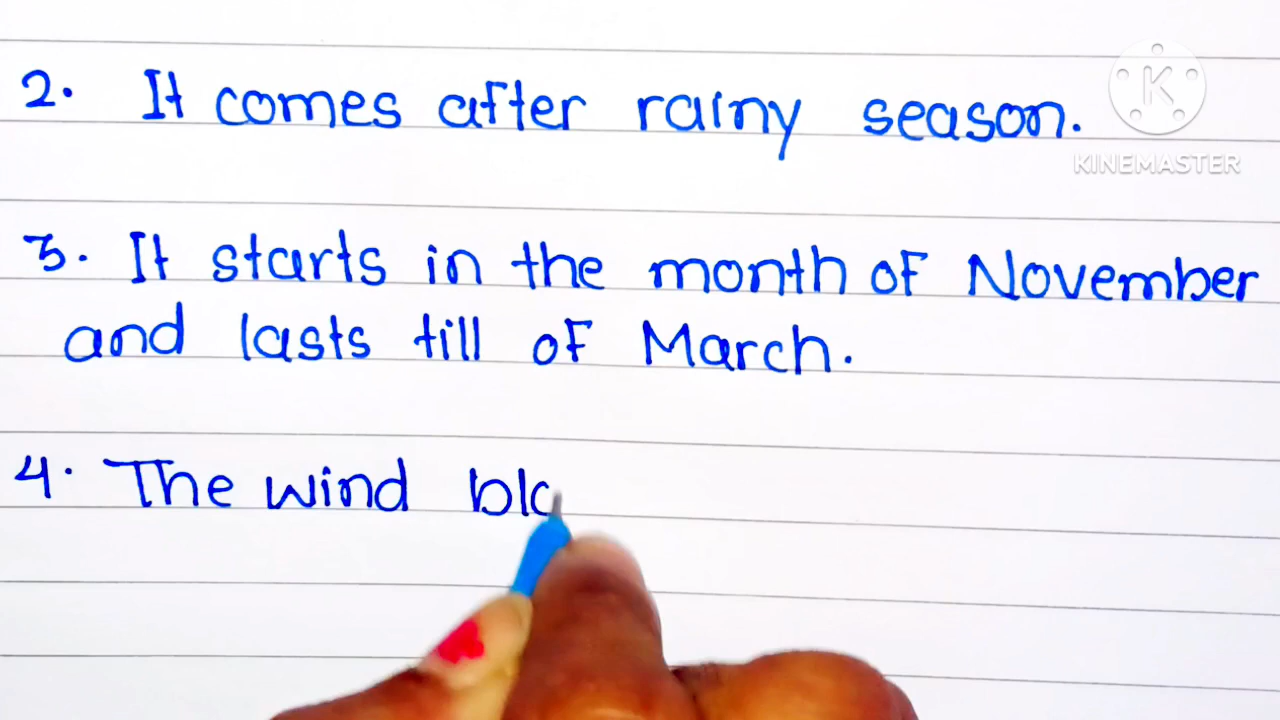 2. It comes after rainy season.
KINEMASTER
3. It starts in the month of November
and lasts till of March.
4. The wind